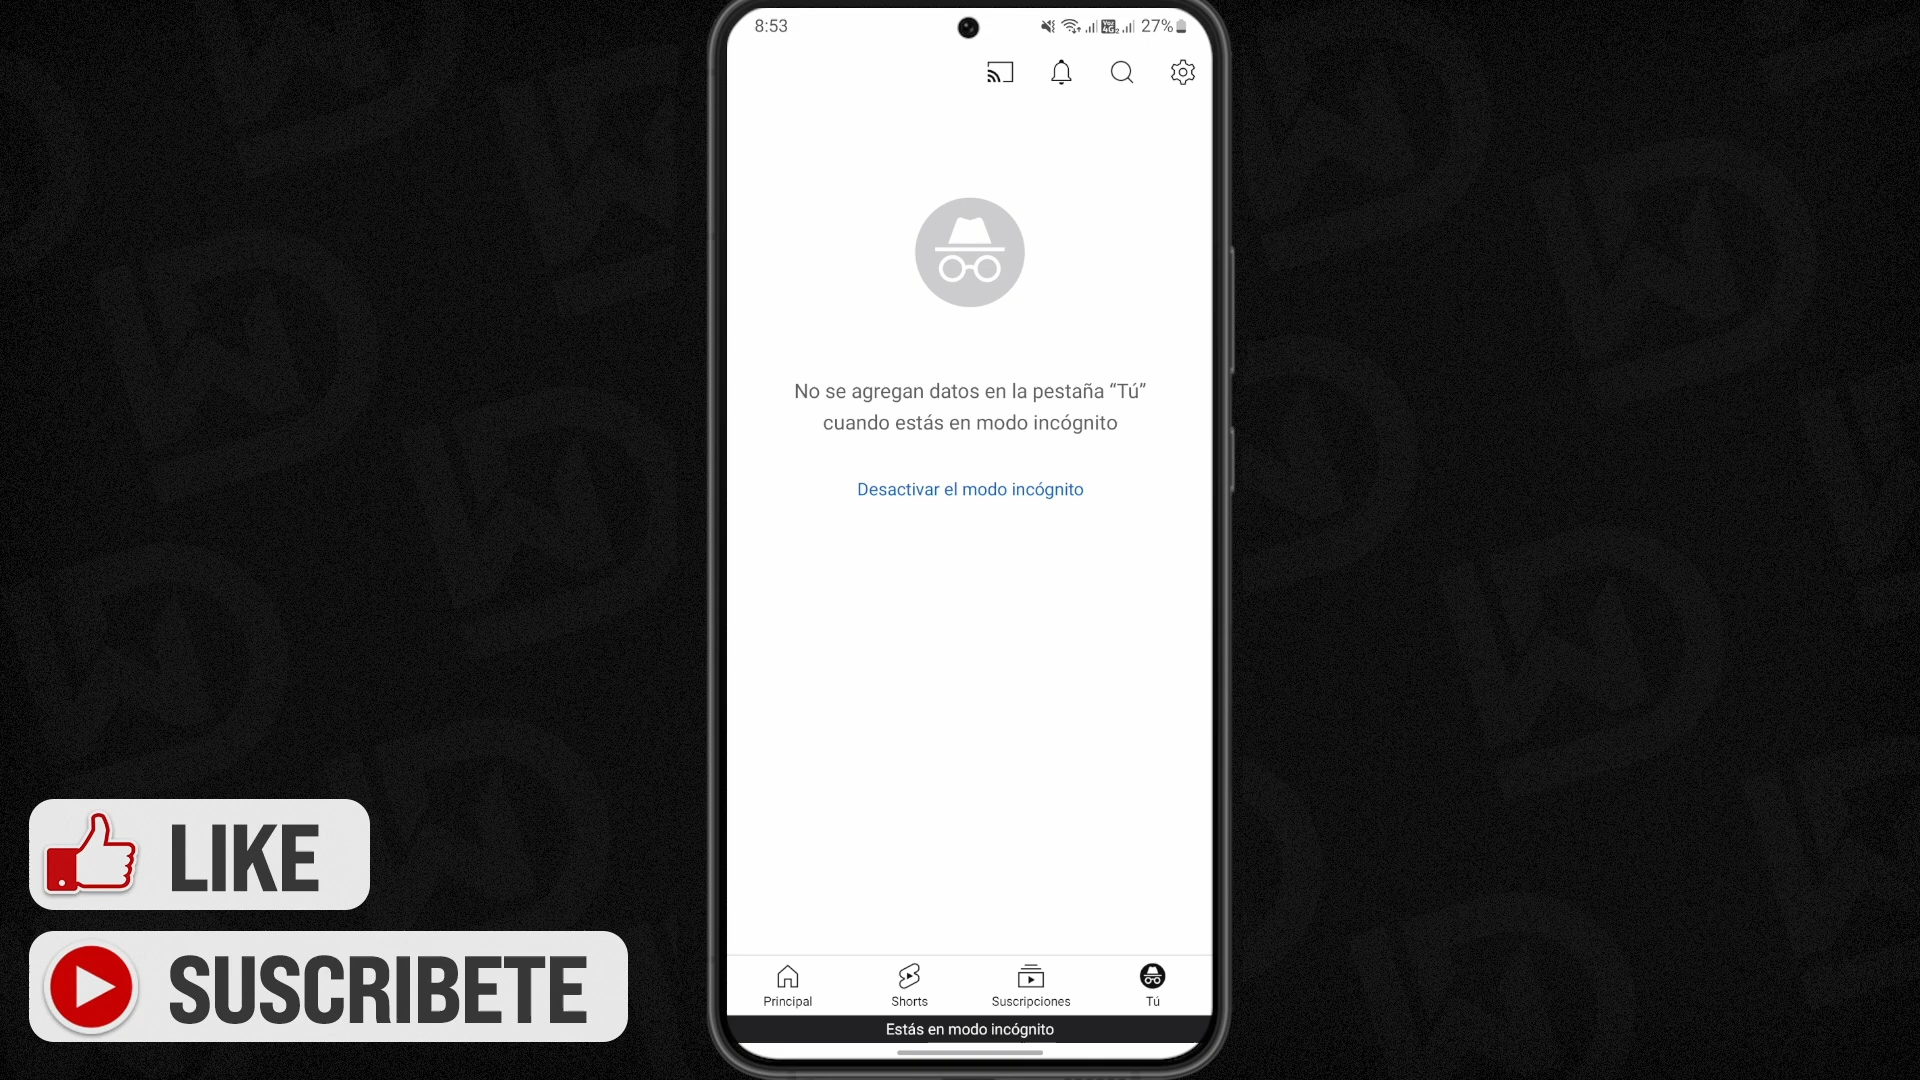 8:53
27%
No se agregan datos en la pestaña “Tú”
cuando estás en modo incógnito
Desactivar el modo incógnito
LIKE
SUSCRIBETE
Principal
Shorts
Suscripciones
Tú
Estás en modo incógnito